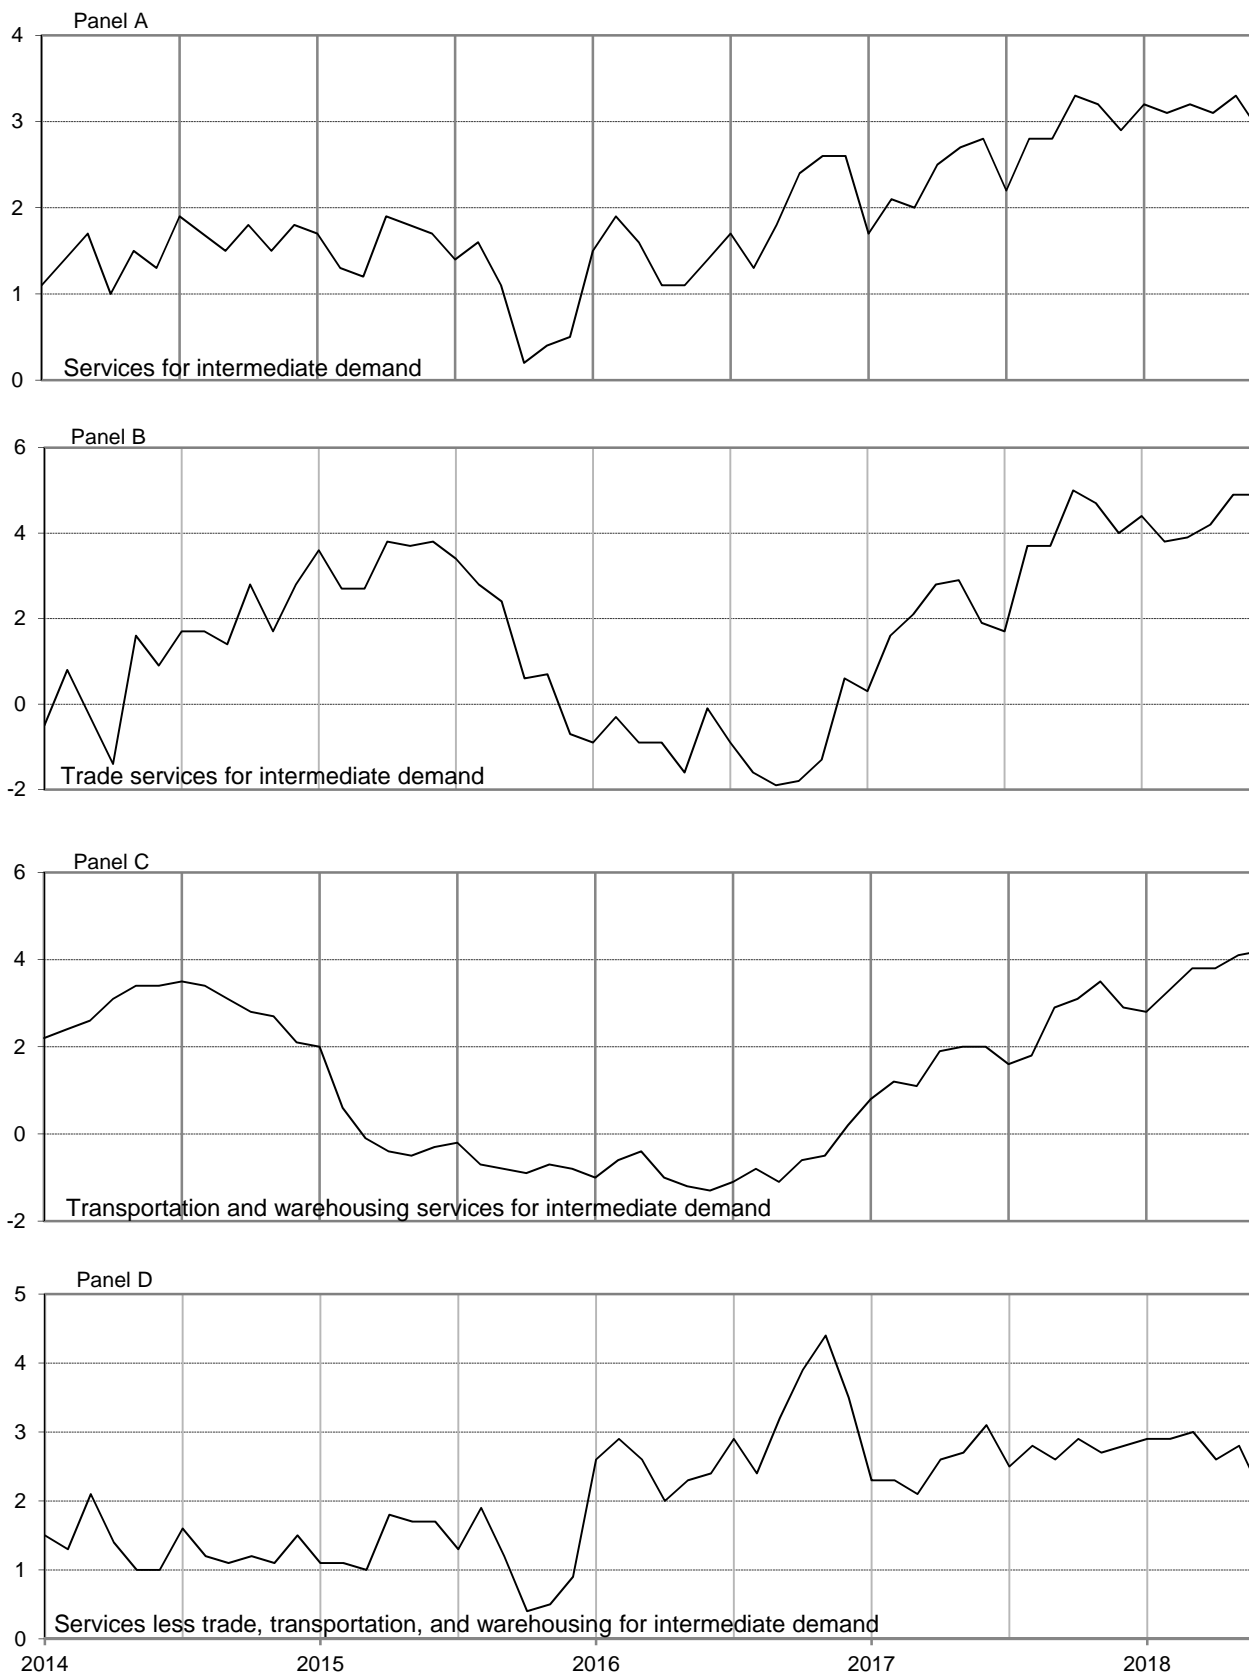 Panel A
4
3
2
1
0
Services for intermediate demand
Panel B
6
4
2
0
-2
Trade services for intermediate demand
Panel C
6
4
2
0
-2
Transportation and warehousing services for intermediate demand
Panel D
5
4
3
2
1
0
Services less trade, transportation, and warehousing for intermediate demand
2014 2015 2016 2017 2018